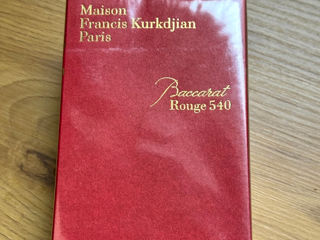 Maison
Francis Kurkdjian
Paris
Baccarat
Rouge 540